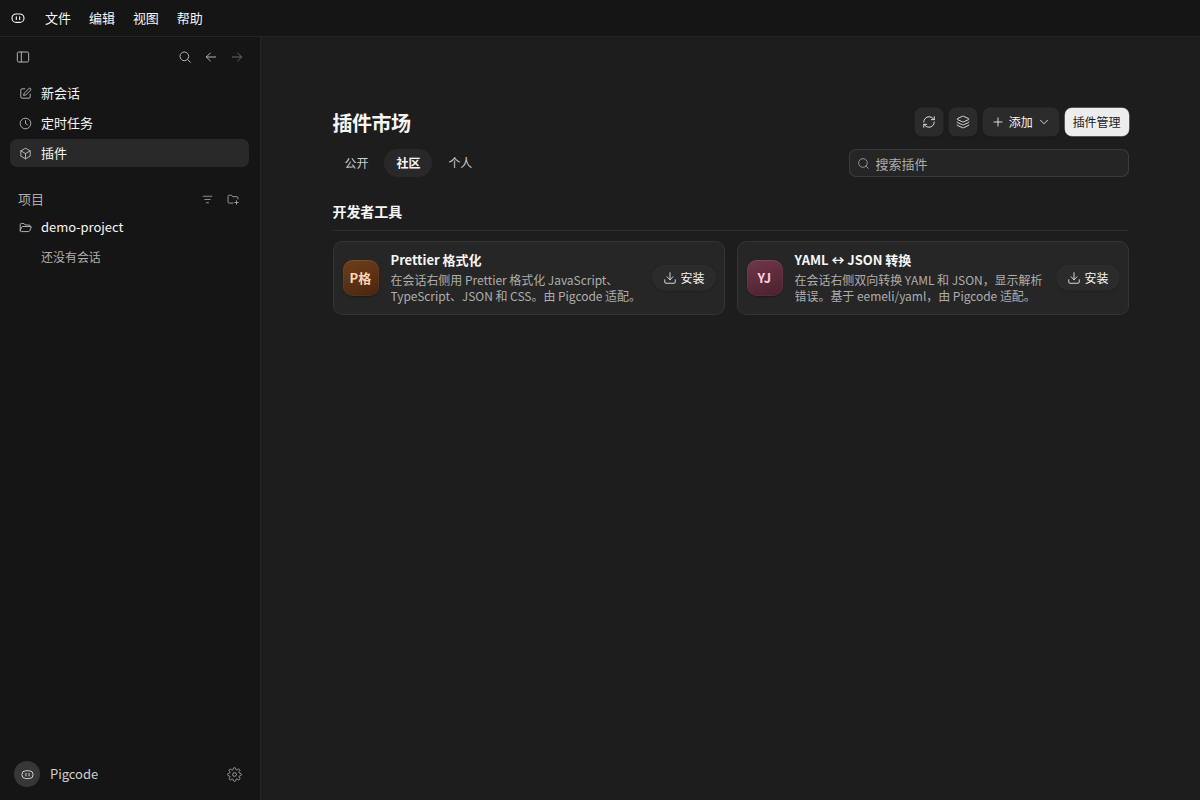 文件 编辑 视图 帮助
新会话
定时任务
插件
项目
demo-project
还没有会话
Pigcode
插件市场
添加
插件管理
公开 社区 个人
搜索插件
开发者工具
P格
Prettier 格式化
在会话右侧用 Prettier 格式化 JavaScript、
TypeScript、JSON 和 CSS。由 Pigcode 适配。
安装
YJ
YAML ↔ JSON 转换
在会话右侧双向转换 YAML 和 JSON，显示解析
错误。基于 eemeli/yaml，由 Pigcode 适配。
安装